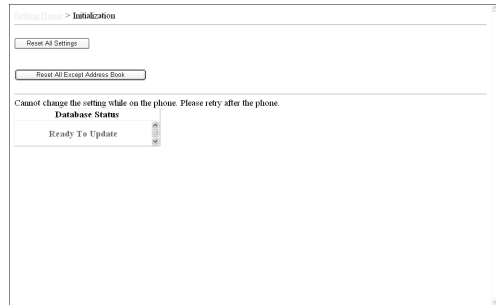 Setting Home > Initialization
Reset All Settings
Reset All Except Address Book
Cannot change the setting while on the phone. Please retry after the phone.
Database Status
Ready To Update